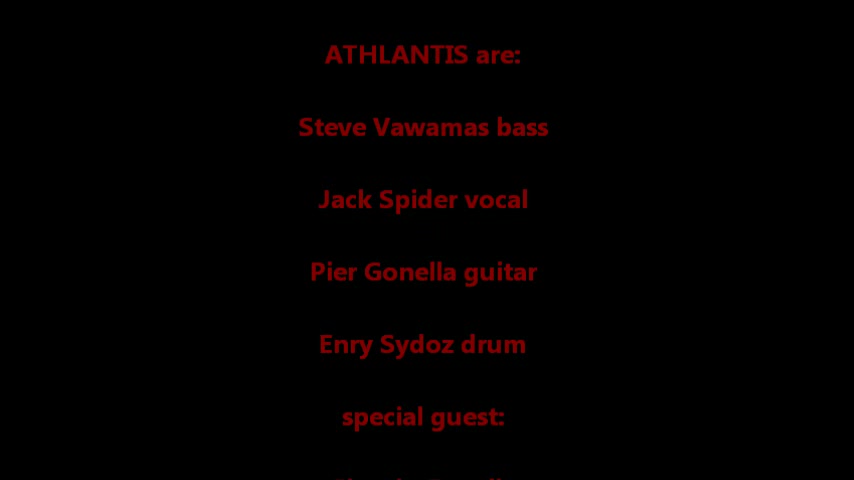 ATHLANTIS are:
Steve Vawamas bass
Jack Spider vocal
Pier Gonella guitar
Enry Sydoz drum
special guest: